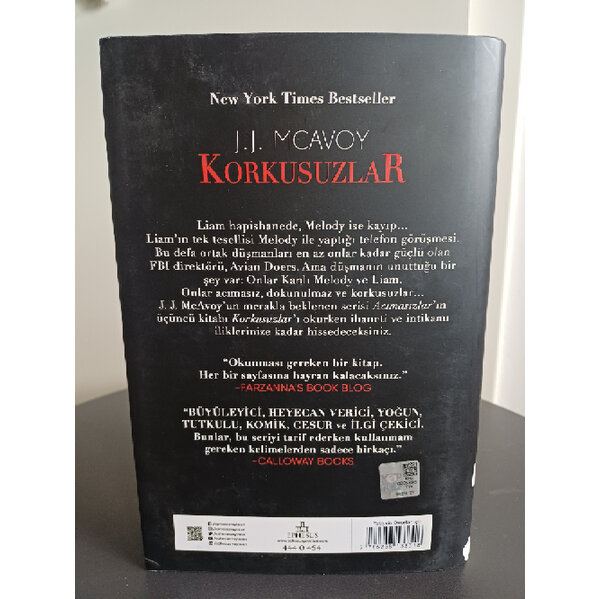 New York Times Bestseller
J.J. MCAVOY
KORKUSUZLAR
Liam hapishanede, Melody ise kayıp...
Liam'ın tek tesellisi Melody ile yaptığı telefon görüşmesi.
Bu defa ortak düşmanları en az onlar kadar güçlü olan
FBI direktörü, Avian Doers. Ama düşmanın unuttuğu bir
şey var: Onlar Kanlı Melody ve Liam.
Onlar acımasız, dokunulmaz ve korkusuzlar...
J. J. McAvoy'un merakla beklenen serisi Acımasızlar'ın
üçüncü kitabı Korkusuzlar'ı okurken ihaneti ve intikamı
iliklerinize kadar hissedeceksiniz.
“Okunması gereken bir kitap.
Her bir sayfasına hayran kalacaksınız.”
-FARZANNA'S BOOK BLOG
“BÜYÜLEYİCİ, HEYECAN VERİCİ, YOĞUN,
TUTKULU, KOMİK, CESUR ve İLGİ ÇEKİCİ.
Bunlar, bu seriyi tarif ederken kullanmam
gereken kelimelerden sadece birkaçı.”
-CALLOWAY BOOKS
EPHESUS
444 0 454